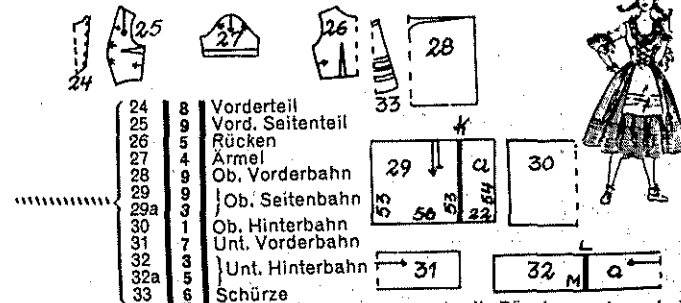 25
26
27
28
24
33
24 8 Vorderteil
25 9 Vord. Seitenteil
26 5 Rücken
27 4 Ärmel
28 9 Ob. Vorderbahn
29 9
29a 3 Ob. Seitenbahn
30 1 Ob. Hinterbahn
31 7 Unt. Vorderbahn
32 3
32a 5 Unt. Hinterbahn
33 6 Schürze
K
29 a 30
53 58 53 22 54
L
31 32 M a